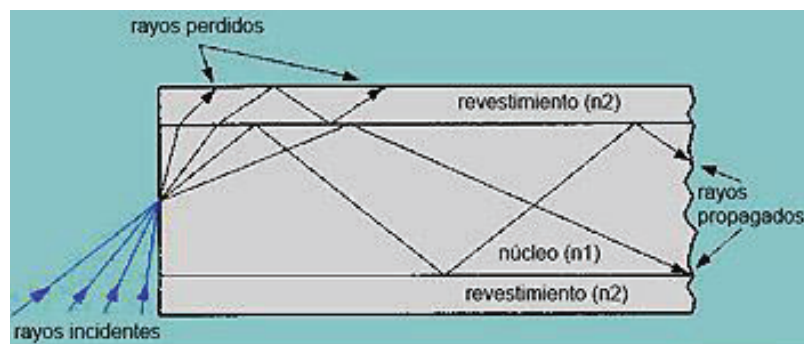 rayos perdidos
revestimiento (n2)
rayos
propagados
núcleo (n1)
revestimiento (n2)
rayos incidentes